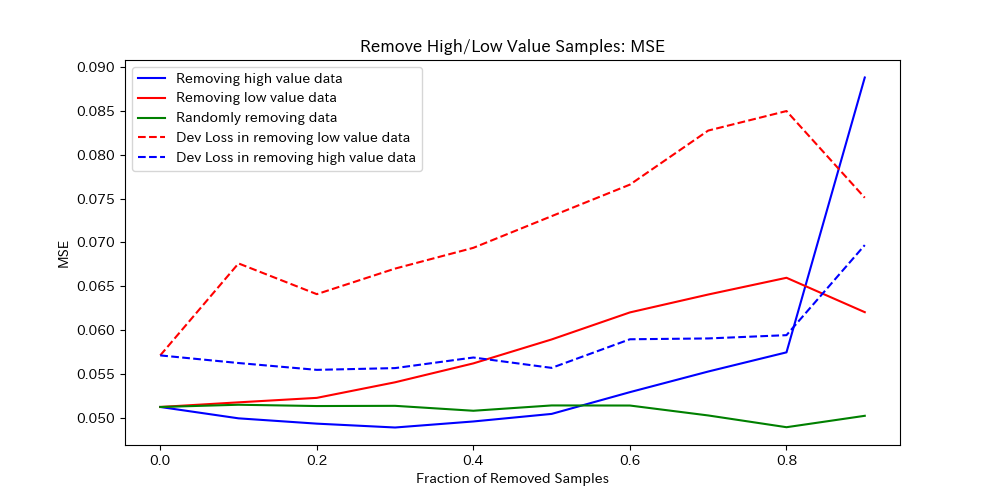 Remove High/Low Value Samples: MSE
0.090
0.085
0.080
0.075
0.070
0.065
0.060
0.055
0.050
MSE
Removing high value data
Removing low value data
Randomly removing data
Dev Loss in removing low value data
Dev Loss in removing high value data
0.0 0.2 0.4 0.6 0.8
Fraction of Removed Samples